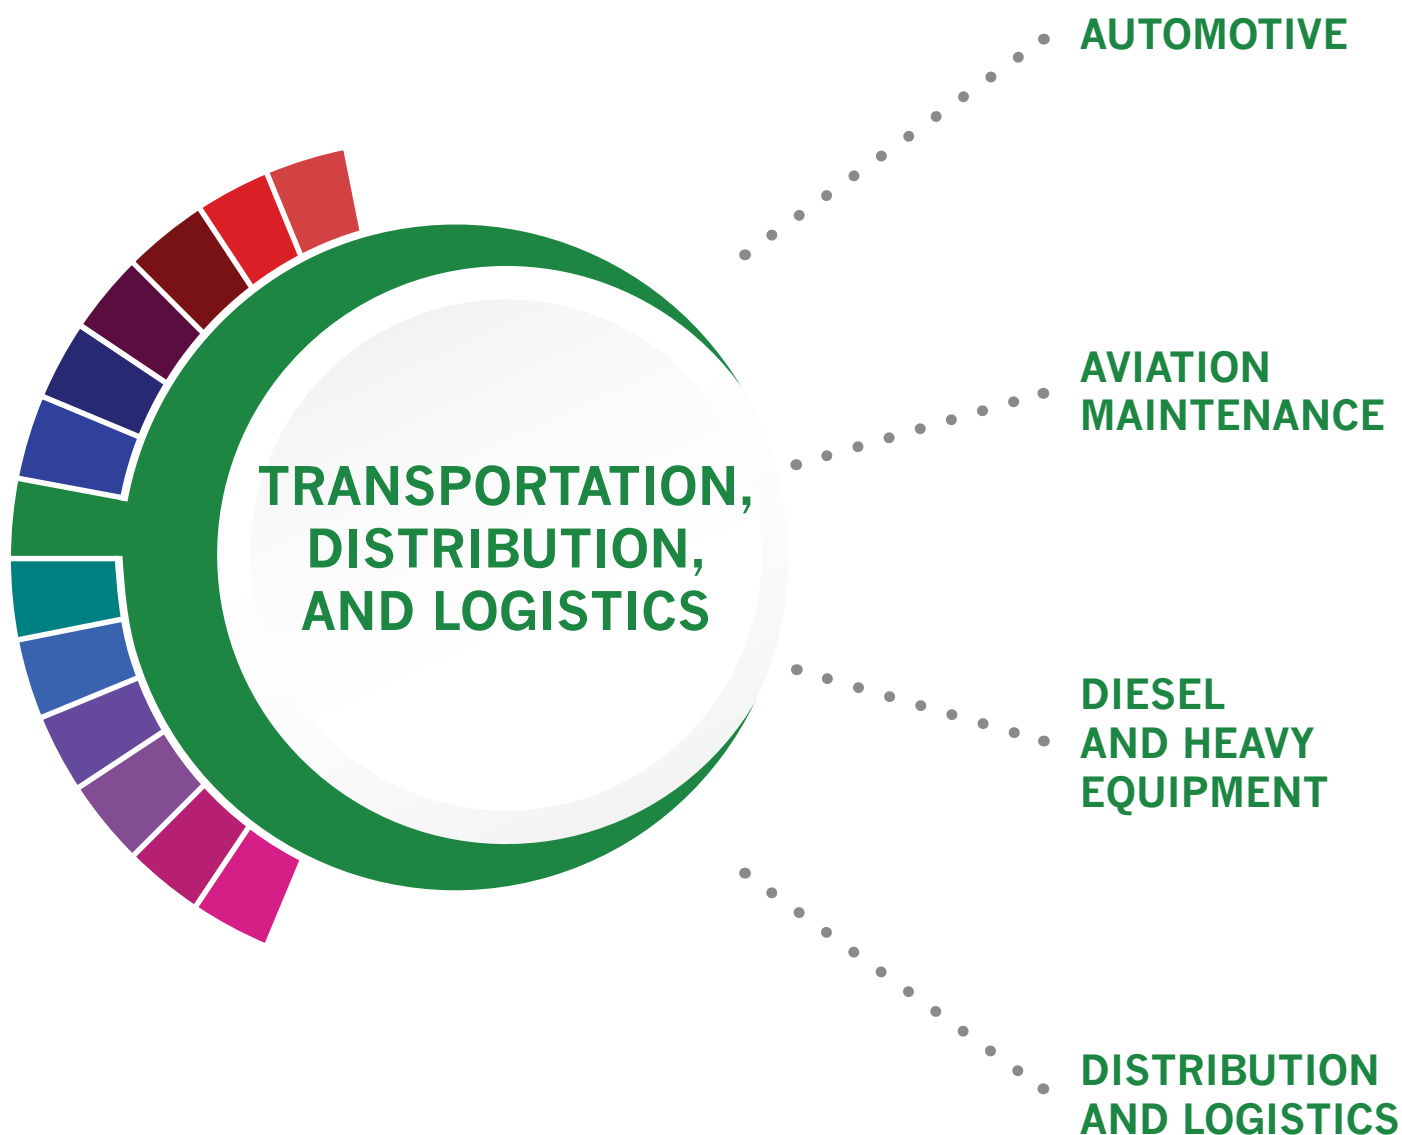 AUTOMOTIVE
AVIATION
MAINTENANCE
TRANSPORTATION,
DISTRIBUTION,
AND LOGISTICS
DIESEL
AND HEAVY
EQUIPMENT
DISTRIBUTION
AND LOGISTICS